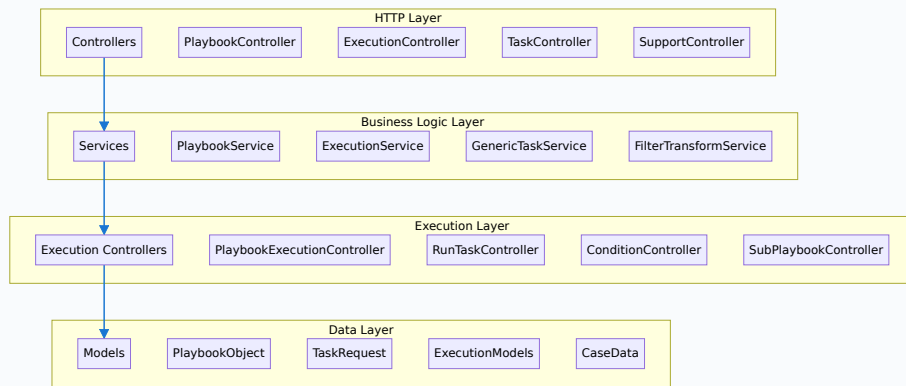 HTTP Layer
Controllers PlaybookController ExecutionController TaskController SupportController
Business Logic Layer
Services PlaybookService ExecutionService GenericTaskService FilterTransformService
Execution Layer
Execution Controllers PlaybookExecutionController RunTaskController ConditionController SubPlaybookController
Data Layer
Models PlaybookObject TaskRequest ExecutionModels CaseData